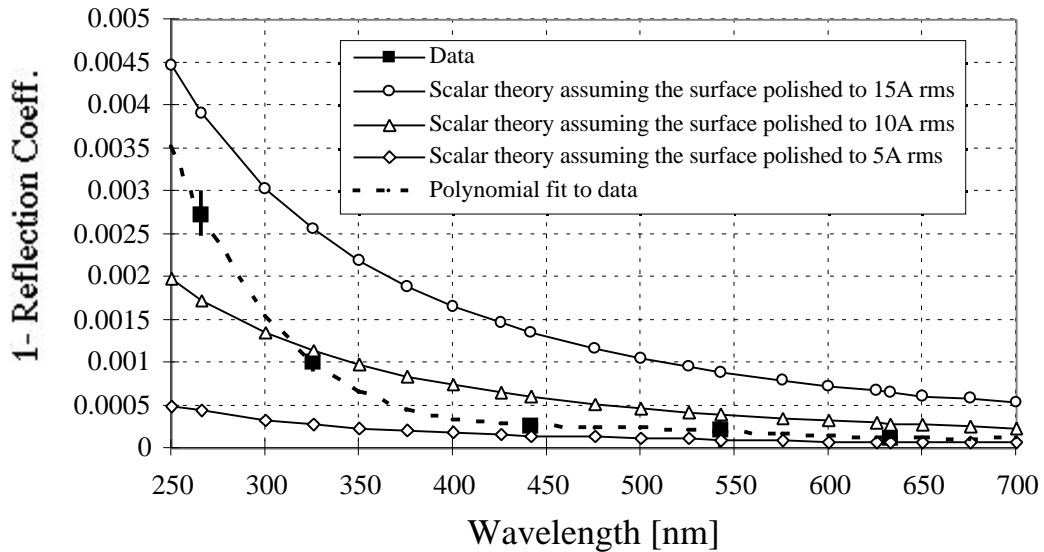 0.005
0.0045
0.004
0.0035
0.003
0.0025
0.002
0.0015
0.001
0.0005
0
1- Reflection Coeff.
Data
Scalar theory assuming the surface polished to 15A rms
Scalar theory assuming the surface polished to 10A rms
Scalar theory assuming the surface polished to 5A rms
Polynomial fit to data
250 300 350 400 450 500 550 600 650 700
Wavelength [nm]